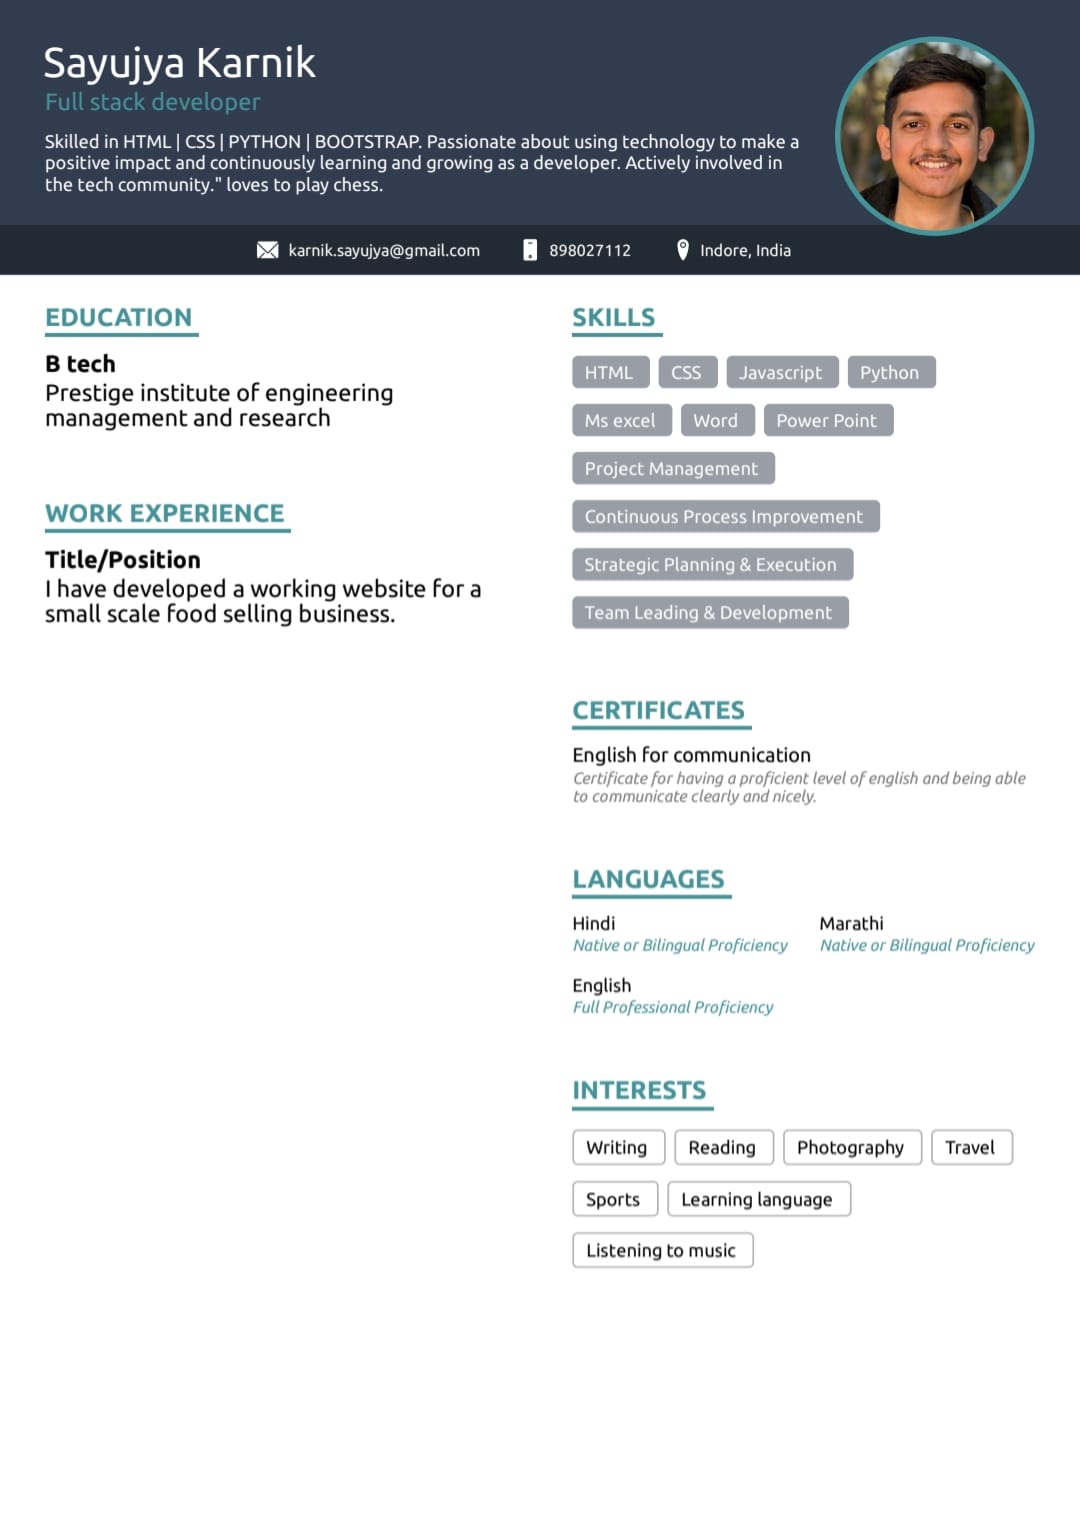 Sayujya Karnik
Full stack developer
Skilled in HTML | CSS | PYTHON | BOOTSTRAP. Passionate about using technology to make a
positive impact and continuously learning and growing as a developer. Actively involved in
the tech community." loves to play chess.
karnik.sayujya@gmail.com 898027112 Indore, India
EDUCATION
B tech
Prestige institute of engineering
management and research
WORK EXPERIENCE
Title/Position
I have developed a working website for a
small scale food selling business.
SKILLS
HTML CSS Javascript Python
Ms excel Word Power Point
Project Management
Continuous Process Improvement
Strategic Planning & Execution
Team Leading & Development
CERTIFICATES
English for communication
Certificate for having a proficient level of english and being able
to communicate clearly and nicely.
LANGUAGES
Hindi Marathi
Native or Bilingual Proficiency Native or Bilingual Proficiency
English
Full Professional Proficiency
INTERESTS
Writing Reading Photography Travel
Sports Learning language
Listening to music